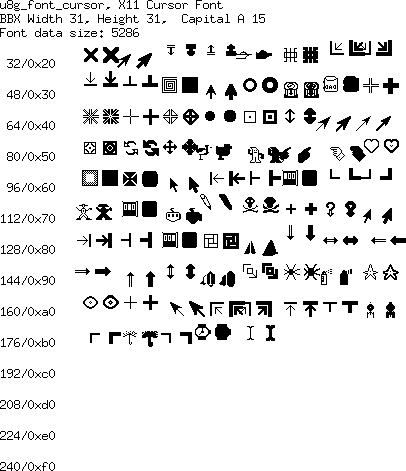 u8g_font_cursor, X11 Cursor Font
BBX Width 31, Height 31,  Capital A 15
Font data size: 5286
32/0x20
48/0x30
64/0x40
80/0x50
96/0x60
112/0x70
128/0x80
144/0x90
160/0xa0
176/0xb0
192/0xc0
208/0xd0
224/0xe0
240/0xf0